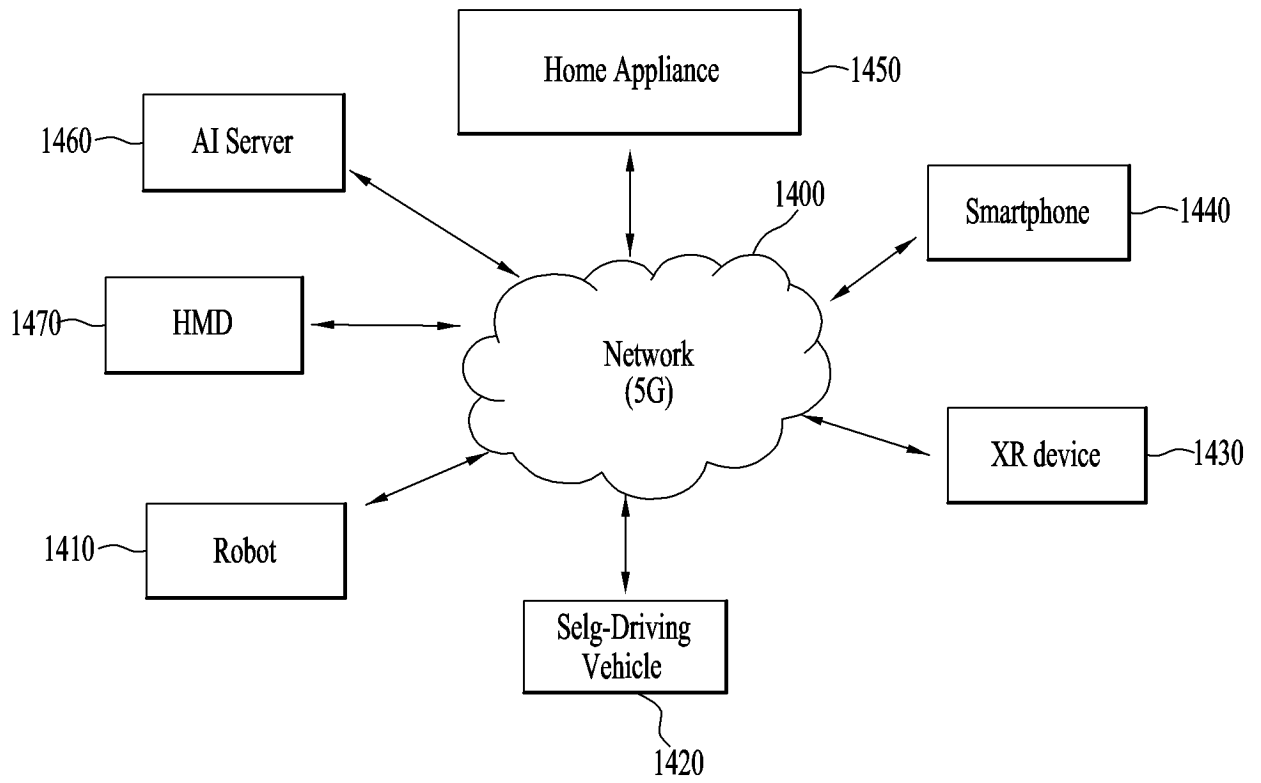 Home Appliance
1450
1460
AI Server
1400
Smartphone
1440
1470
HMD
Network
(5G)
XR device
1430
1410
Robot
Selg-Driving
Vehicle
1420